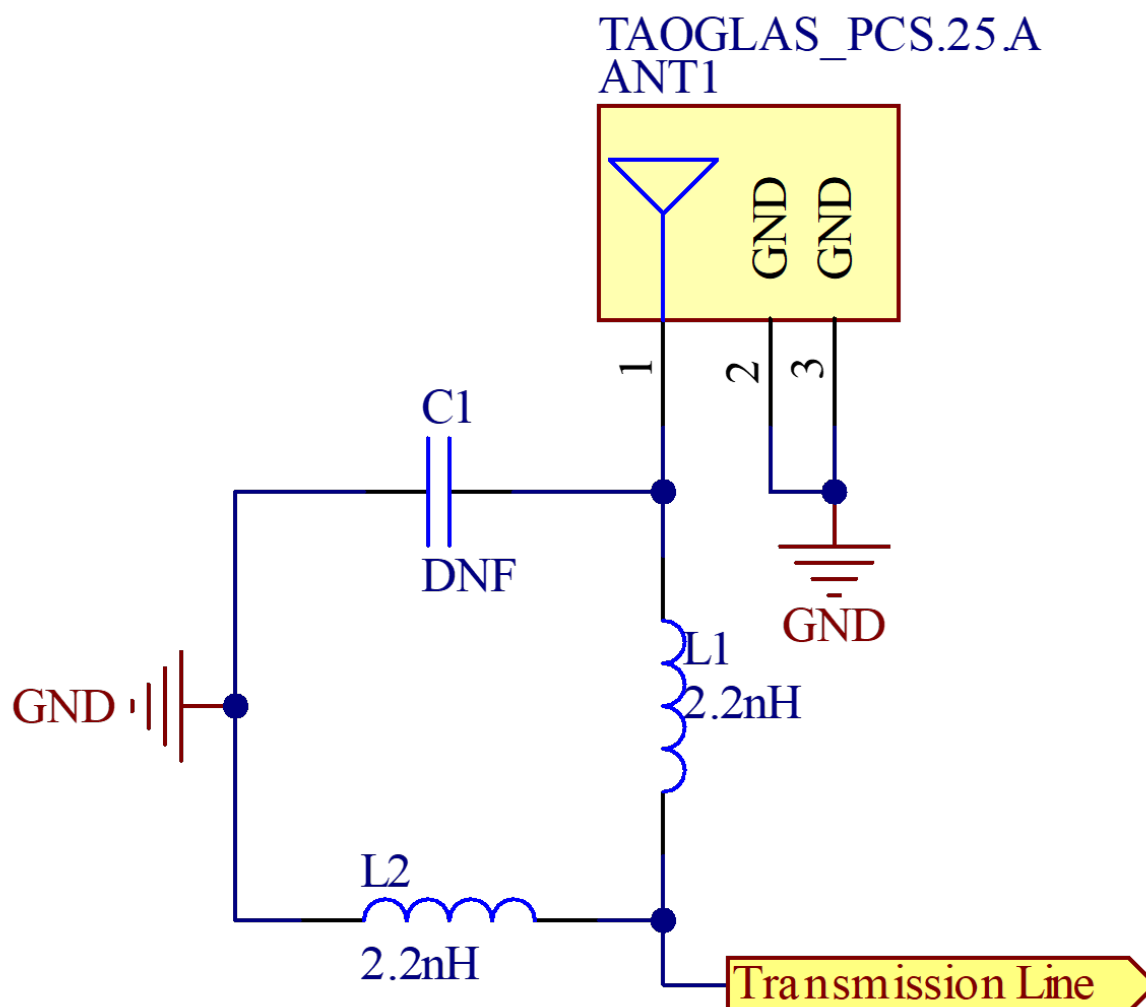 TAOGLAS_PCS.25.A
ANT1
GND
GND
1
2
3
C1
DNF
GND
L1
2.2nH
GND
L2
2.2nH
Transmission Line